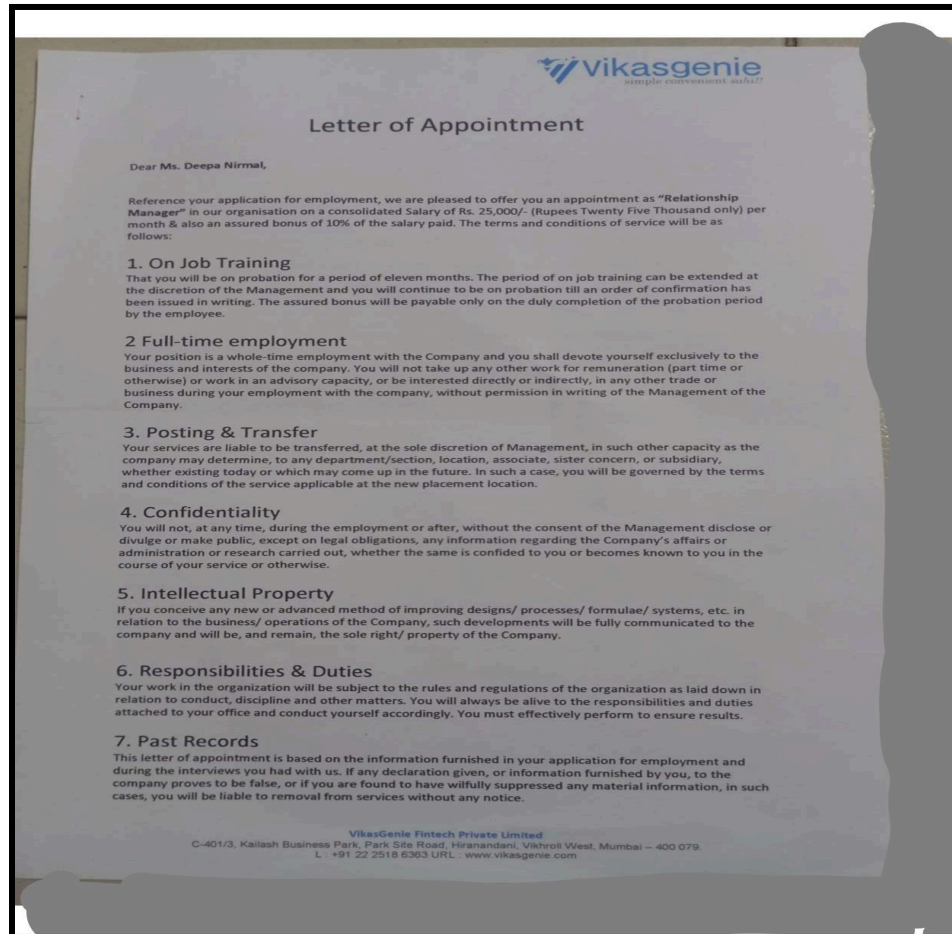 Vikasgenie
simple convenient sahi!!
Letter of Appointment
Dear Ms. Deepa Nirmal,
Reference your application for employment, we are pleased to offer you an appointment as "Relationship
Manager" in our organisation on a consolidated Salary of Rs. 25,000/- (Rupees Twenty Five Thousand only) per
month & also an assured bonus of 10% of the salary paid. The terms and conditions of service will be as
follows:
1. On Job Training
That you will be on probation for a period of eleven months. The period of on job training can be extended at
the discretion of the Management and you will continue to be on probation till an order of confirmation has
been issued in writing. The assured bonus will be payable only on the duly completion of the probation period
by the employee.
2 Full-time employment
Your position is a whole-time employment with the Company and you shall devote yourself exclusively to the
business and interests of the company. You will not take up any other work for remuneration (part time or
otherwise) or work in an advisory capacity, or be interested directly or indirectly, in any other trade or
business during your employment with the company, without permission in writing of the Management of the
Company.
3. Posting & Transfer
Your services are liable to be transferred, at the sole discretion of Management, in such other capacity as the
company may determine, to any department/section, location, associate, sister concern, or subsidiary,
whether existing today or which may come up in the future. In such a case, you will be governed by the terms
and conditions of the service applicable at the new placement location.
4. Confidentiality
You will not, at any time, during the employment or after, without the consent of the Management disclose or
divulge or make public, except on legal obligations, any information regarding the Company's affairs or
administration or research carried out, whether the same is confided to you or becomes known to you in the
course of your service or otherwise.
5. Intellectual Property
If you conceive any new or advanced method of improving designs/ processes/ formulae/ systems, etc. in
relation to the business/ operations of the Company, such developments will be fully communicated to the
company and will be, and remain, the sole right/ property of the Company.
6. Responsibilities & Duties
Your work in the organization will be subject to the rules and regulations of the organization as laid down in
relation to conduct, discipline and other matters. You will always be alive to the responsibilities and duties
attached to your office and conduct yourself accordingly. You must effectively perform to ensure results.
7. Past Records
This letter of appointment is based on the information furnished in your application for employment and
during the interviews you had with us. If any declaration given, or information furnished by you, to the
company proves to be false, or if you are found to have wilfully suppressed any material information, in such
cases, you will be liable to removal from services without any notice.
VikasGenie Fintech Private Limited
C-401/3, Kailash Business Park, Park Site Road, Hiranandani, Vikhroli West, Mumbai – 400 079.
L : +91 22 2518 6363 URL : www.vikasgenie.com